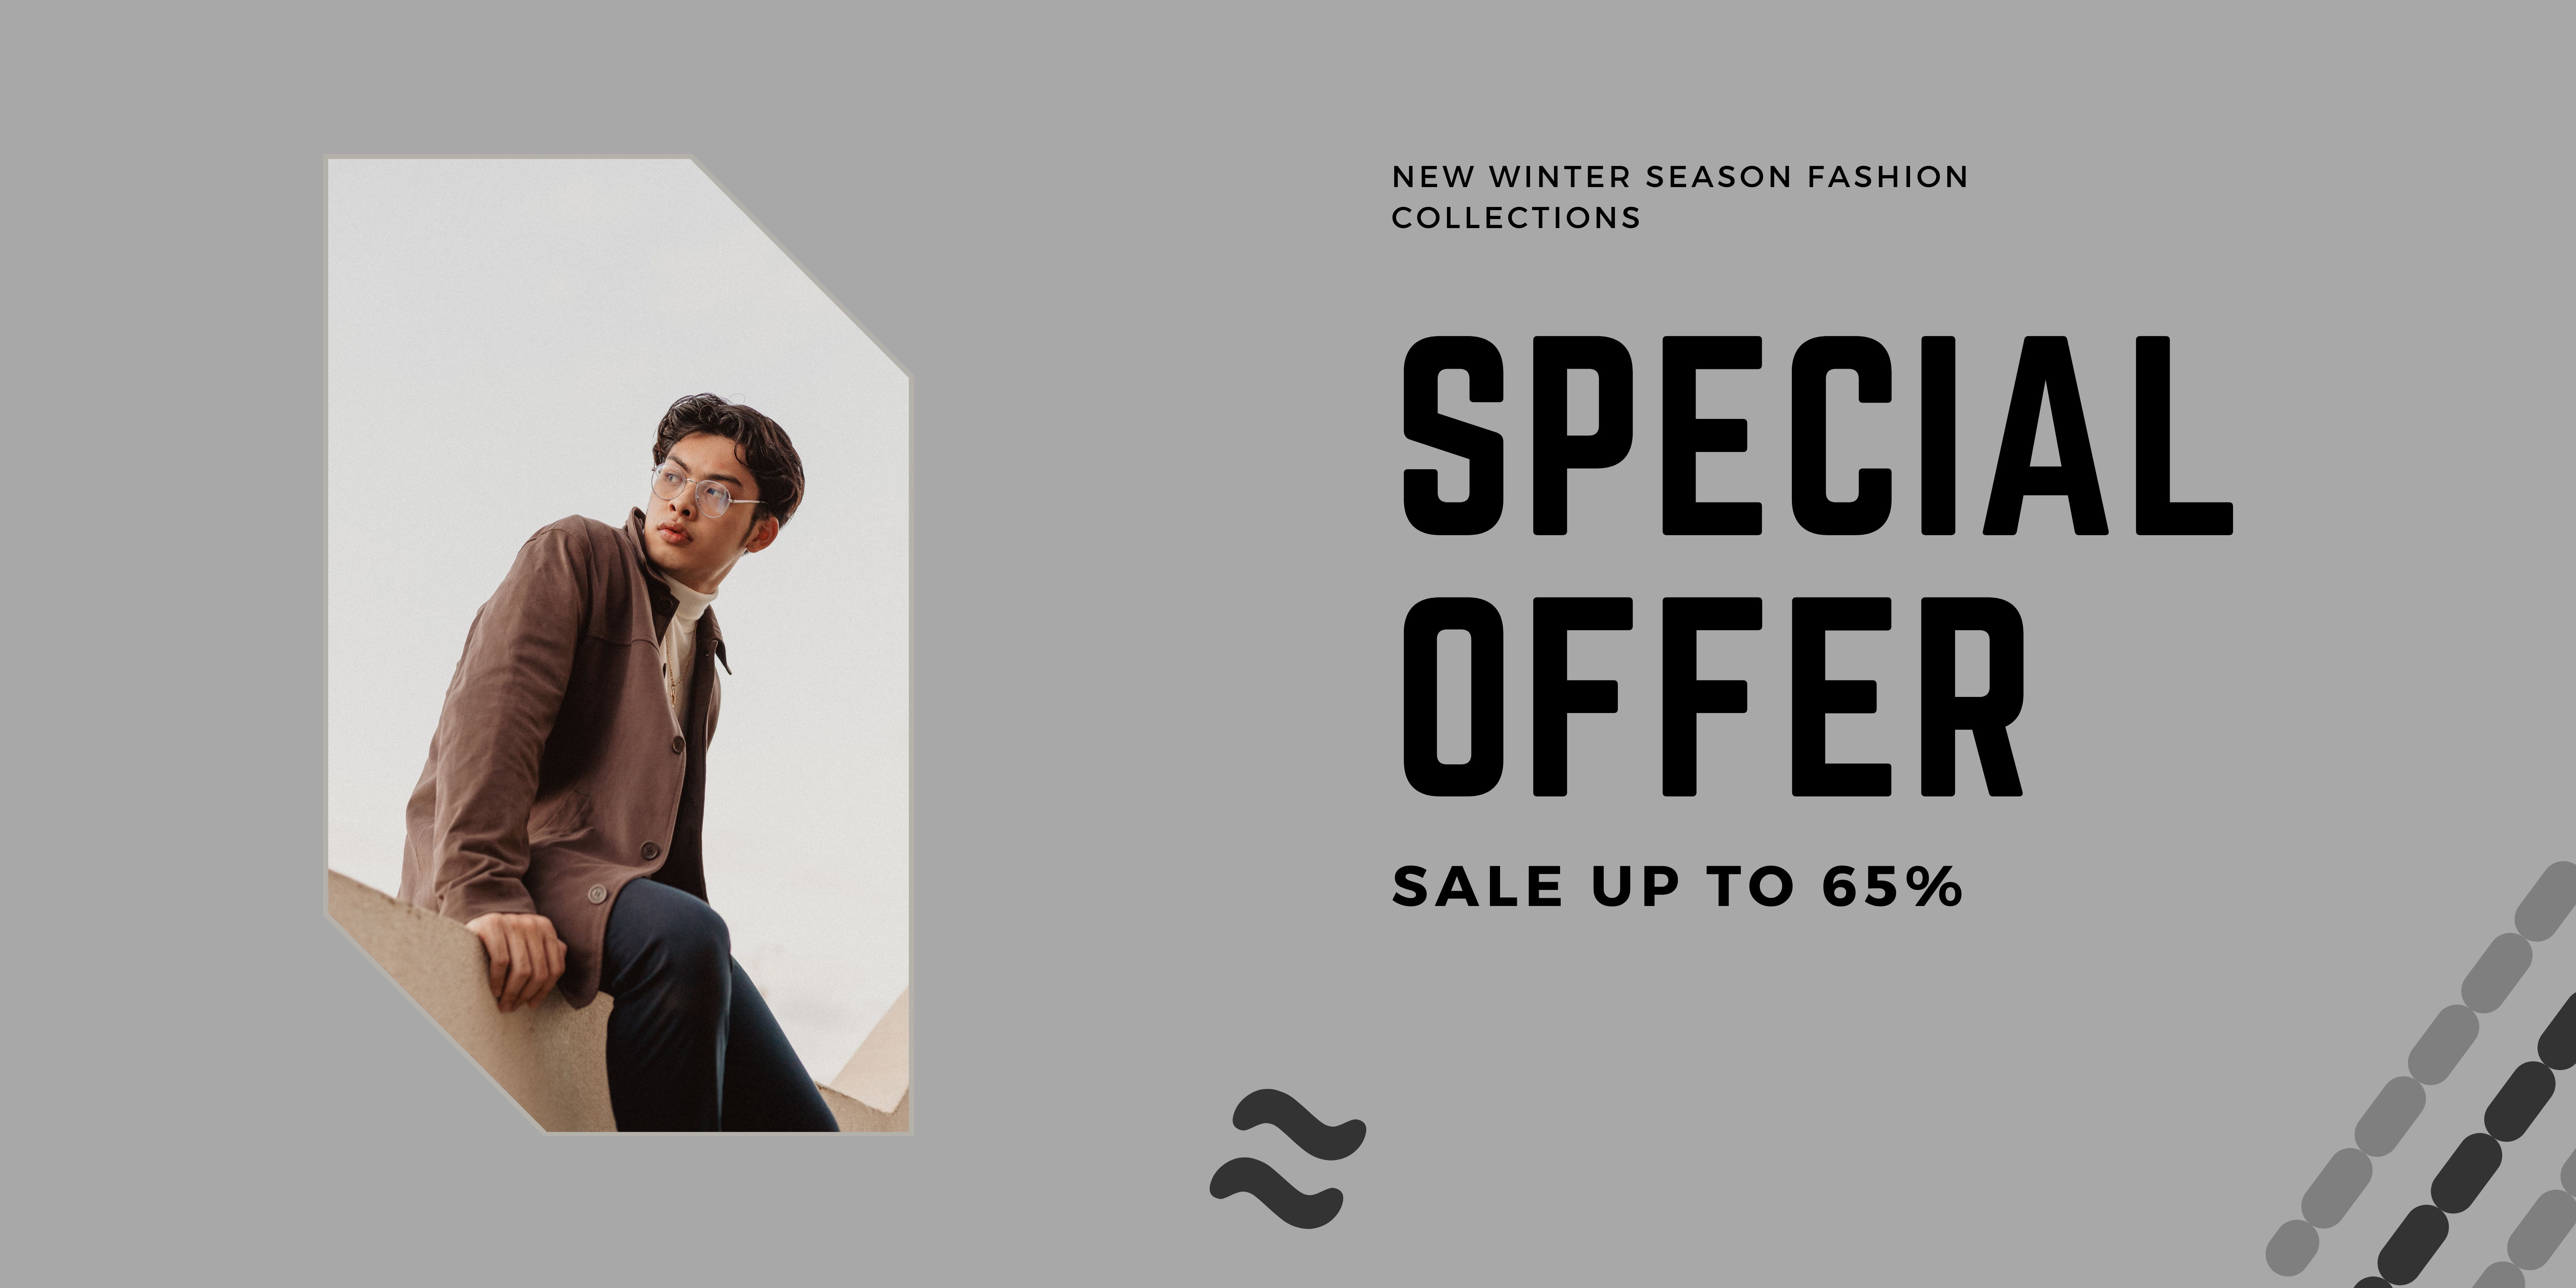 NEW WINTER SEASON FASHION
COLLECTIONS
SPECIAL
OFFER
SALE UP TO 65%